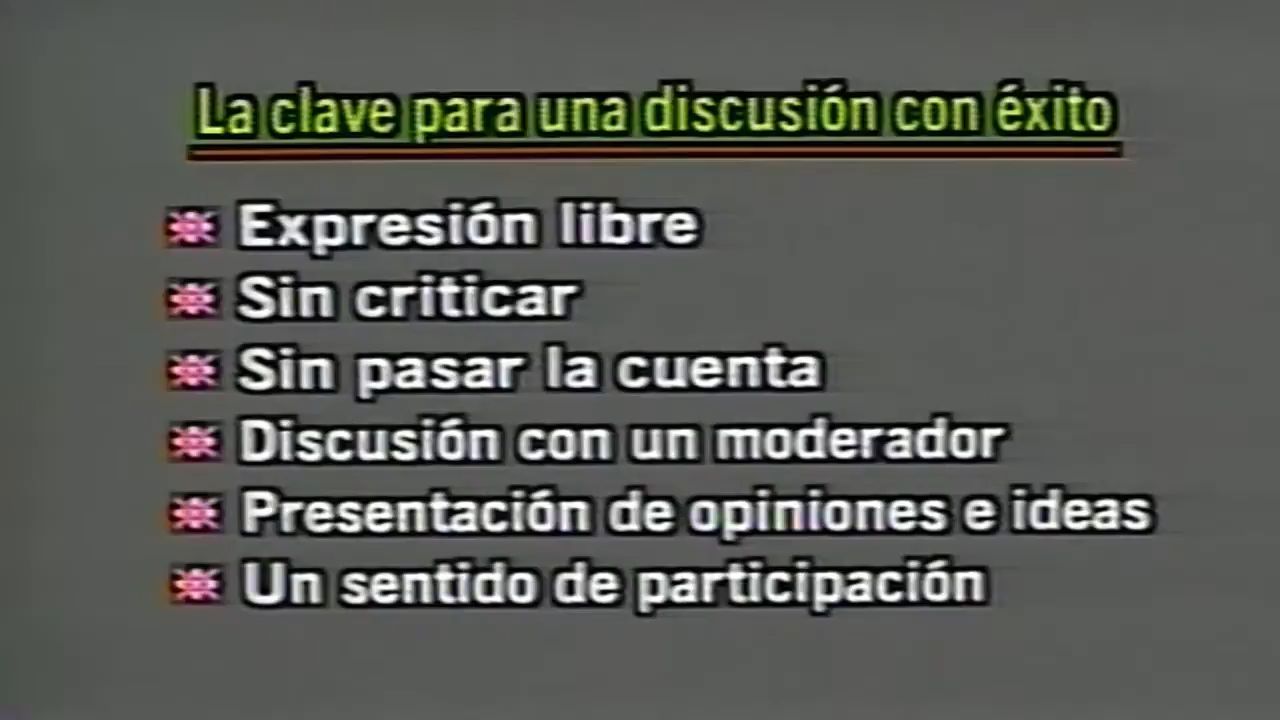 La clave para una discusión con éxito
Expresión libre
Sin criticar
Sin pasar la cuenta
Discusión con un moderador
Presentación de opiniones e ideas
Un sentido de participación